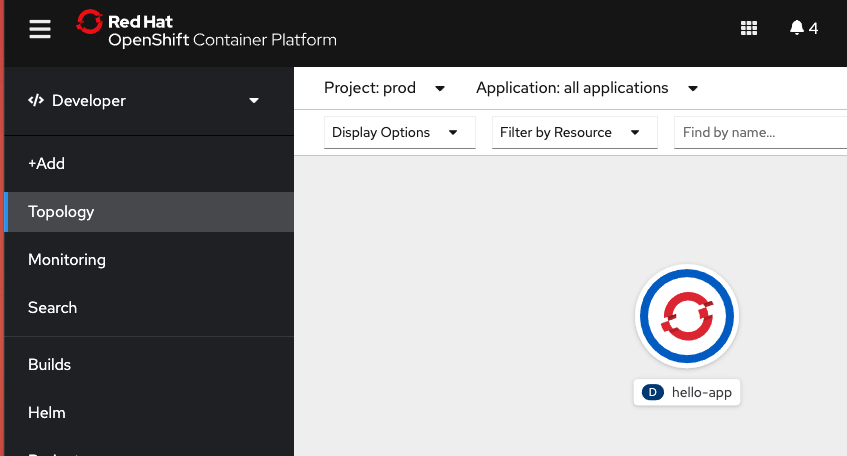 Red Hat
OpenShift Container Platform
4
Developer
Project: prod
Application: all applications
Display Options
Filter by Resource
Find by name...
+Add
Topology
Monitoring
Search
Builds
Helm
D hello-app